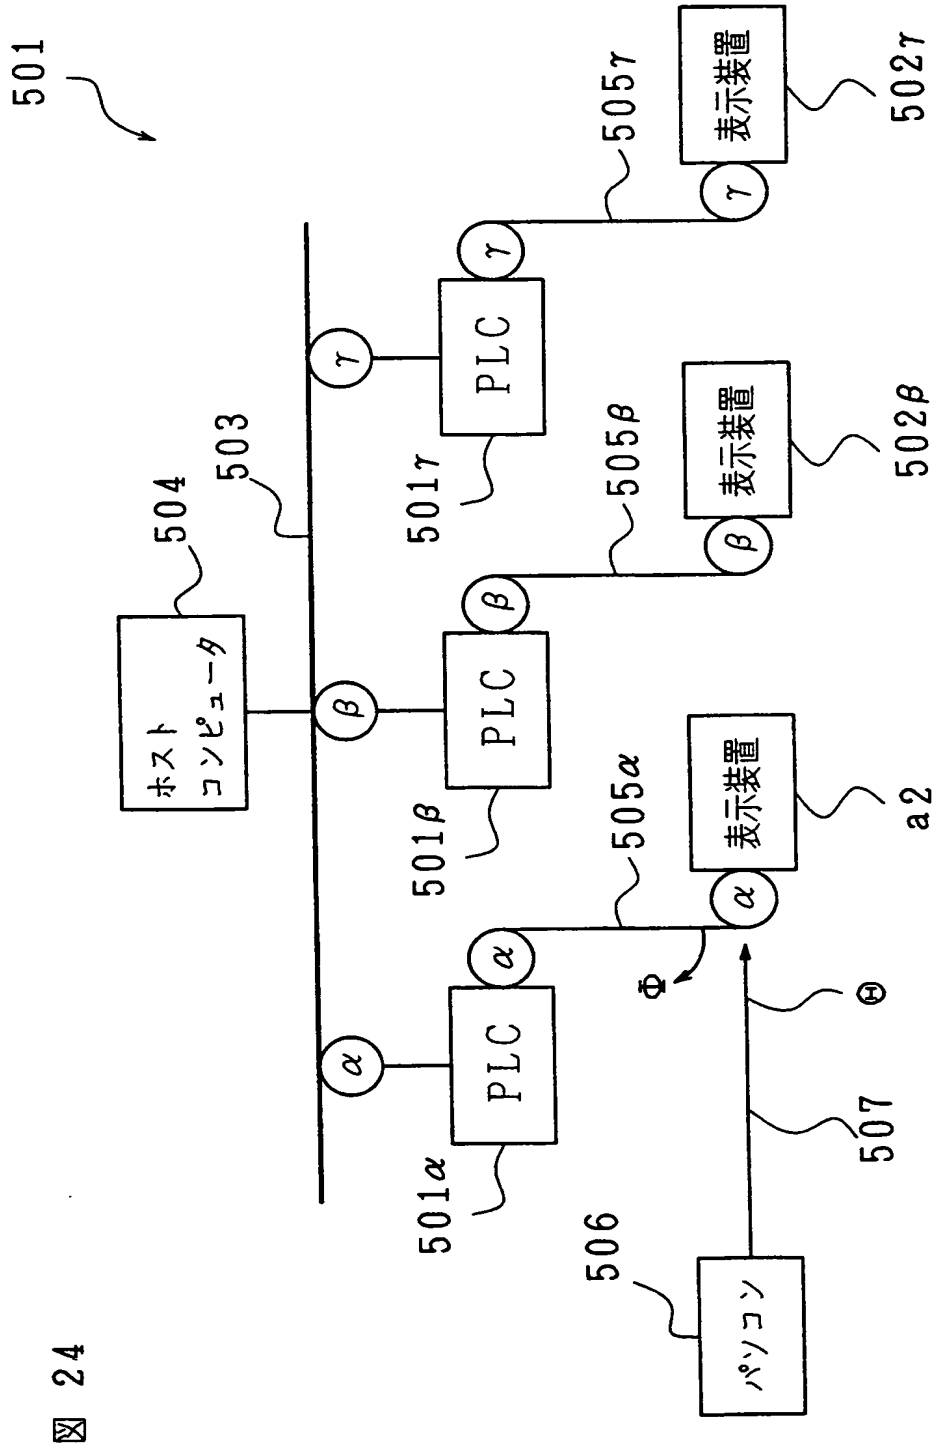 図 24
501
ホスト
コンピュータ
504
503
α
β
γ
501α
PLC
α
501β
PLC
β
501γ
PLC
γ
505α
505β
505γ
Φ
506
パソコン
507
Θ
α
表示装置
a2
β
表示装置
502β
γ
表示装置
502γ